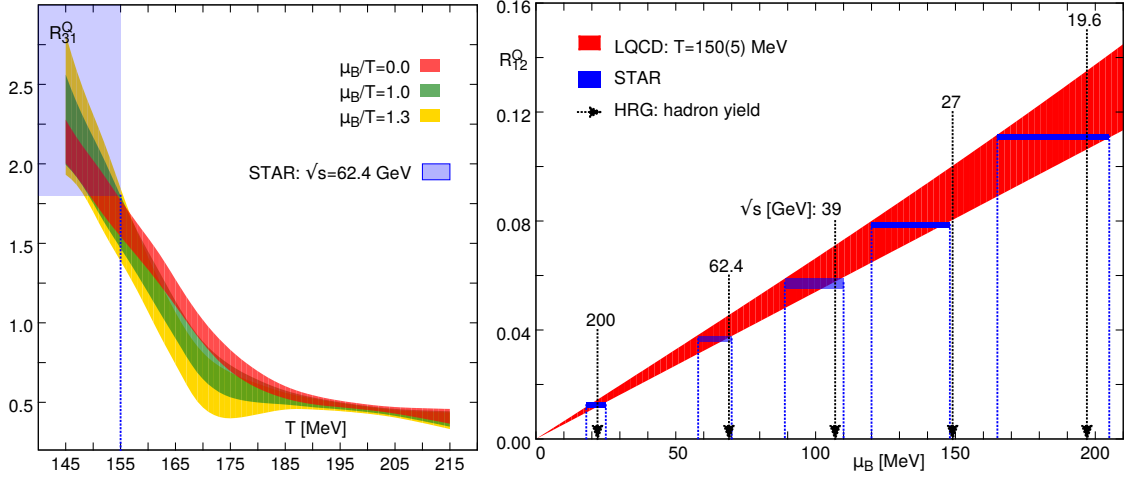 R₃₁^Q
2.5
2.0
1.5
1.0
0.5
μB/T=0.0
μB/T=1.0
μB/T=1.3
STAR: √s=62.4 GeV
T [MeV]
145 155 165 175 185 195 205 215
0.16
R₁₂^Q
0.12
0.08
0.04
0.00
LQCD: T=150(5) MeV
STAR
HRG: hadron yield
19.6
27
√s [GeV]: 39
62.4
200
0 50 100 150 200
μB [MeV]